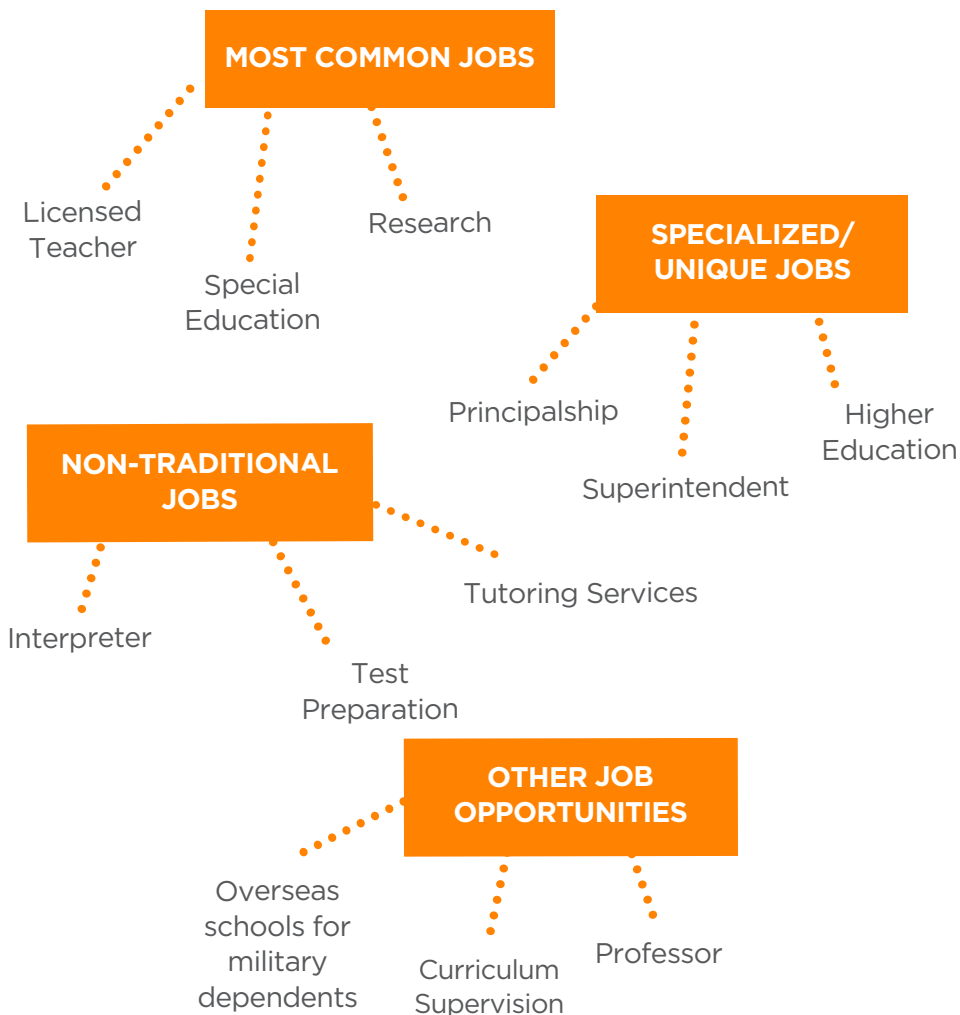 MOST COMMON JOBS
Licensed
Teacher
Special
Education
Research
SPECIALIZED/
UNIQUE JOBS
Principalship
Superintendent
Higher
Education
NON-TRADITIONAL
JOBS
Interpreter
Test
Preparation
Tutoring Services
OTHER JOB
OPPORTUNITIES
Overseas
schools for
military
dependents
Curriculum
Supervision
Professor